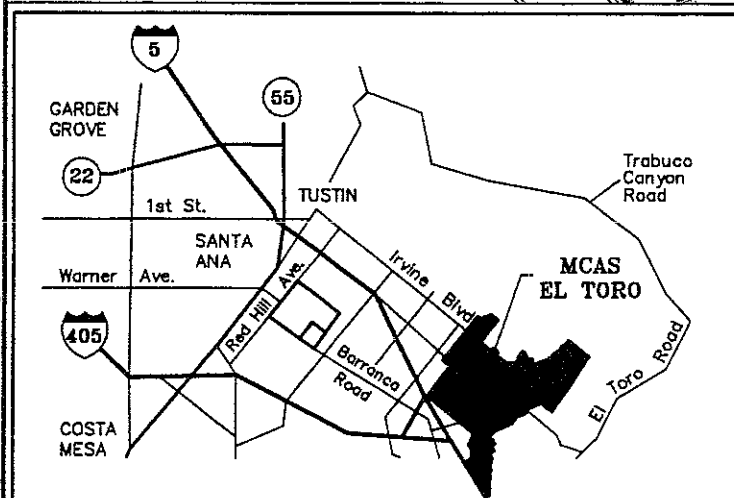 5
55
GARDEN
GROVE
22
Trabuco
Canyon
Road
TUSTIN
1st St.
SANTA
ANA
Irvine Blvd
MCAS
EL TORO
Warner Ave.
Red Hill Ave.
405
Barranca
Road
El Toro Road
COSTA
MESA